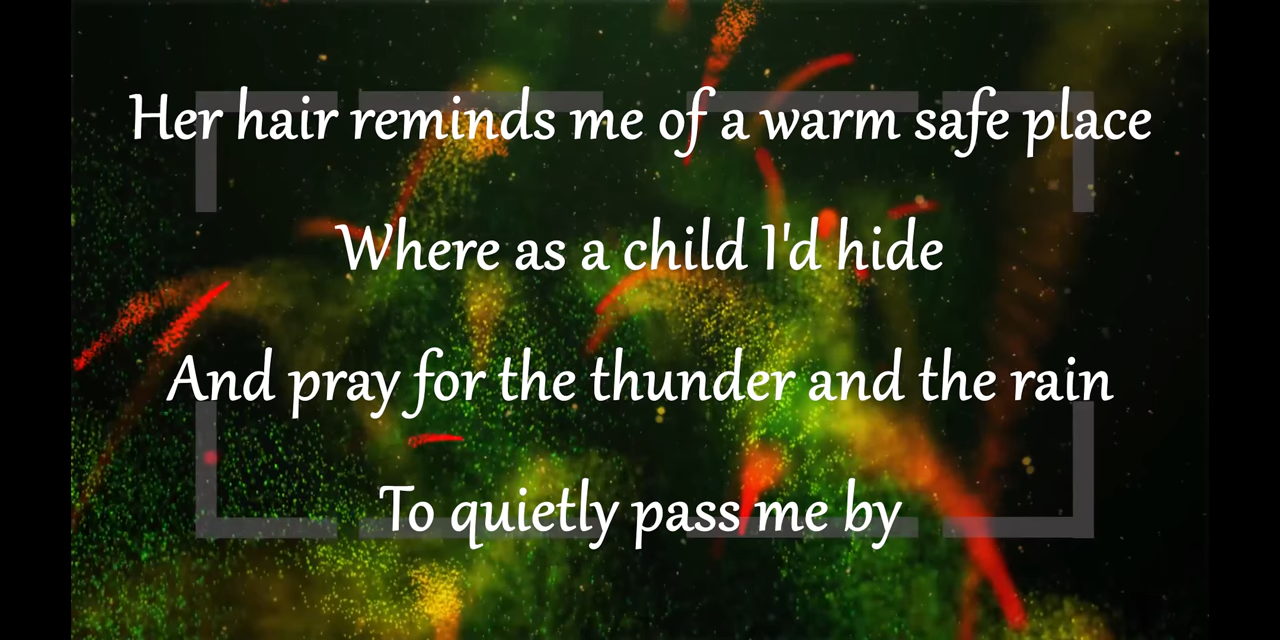 Her hair reminds me of a warm safe place
Where as a child I'd hide
And pray for the thunder and the rain
To quietly pass me by